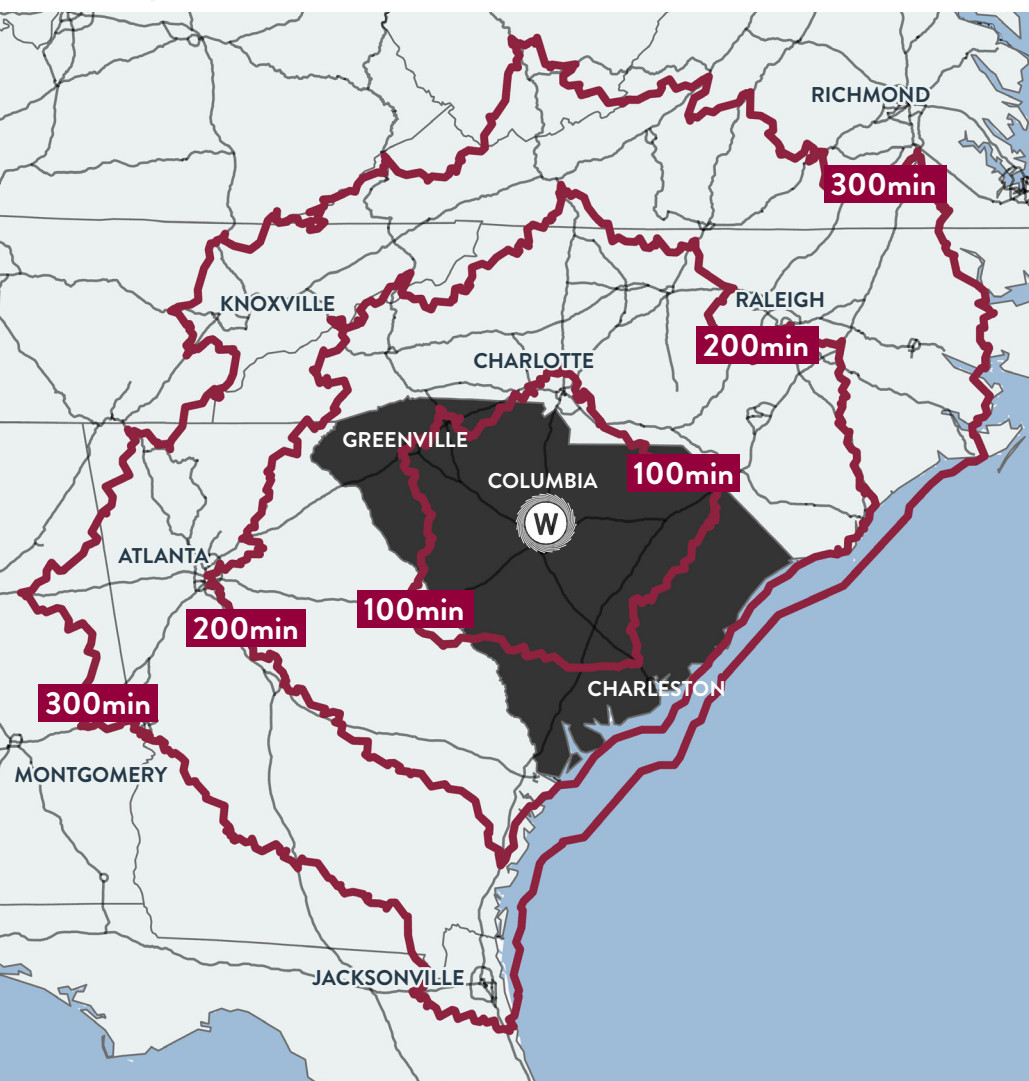 RICHMOND
300min
KNOXVILLE
RALEIGH
200min
CHARLOTTE
GREENVILLE
100min
COLUMBIA
W
ATLANTA
100min
200min
CHARLESTON
300min
MONTGOMERY
JACKSONVILLE